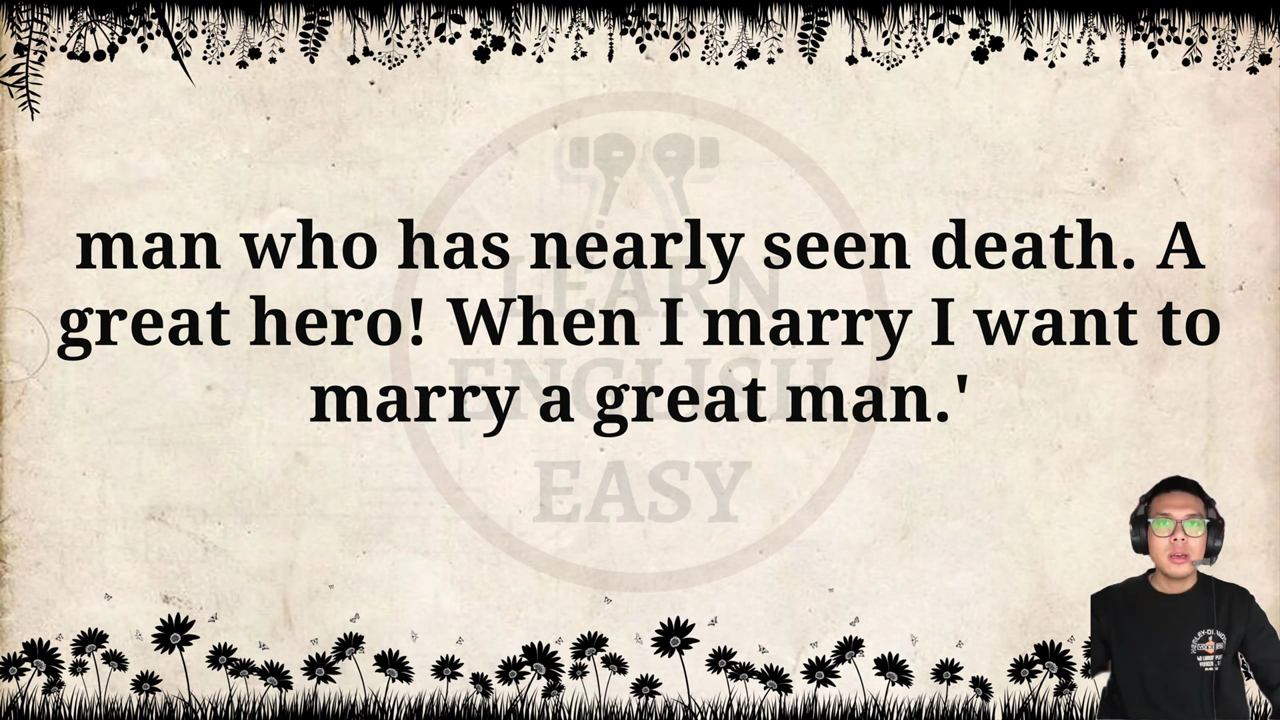 man who has nearly seen death. A
great hero! When I marry I want to
marry a great man.'
LEARN
ENGLISH
EASY